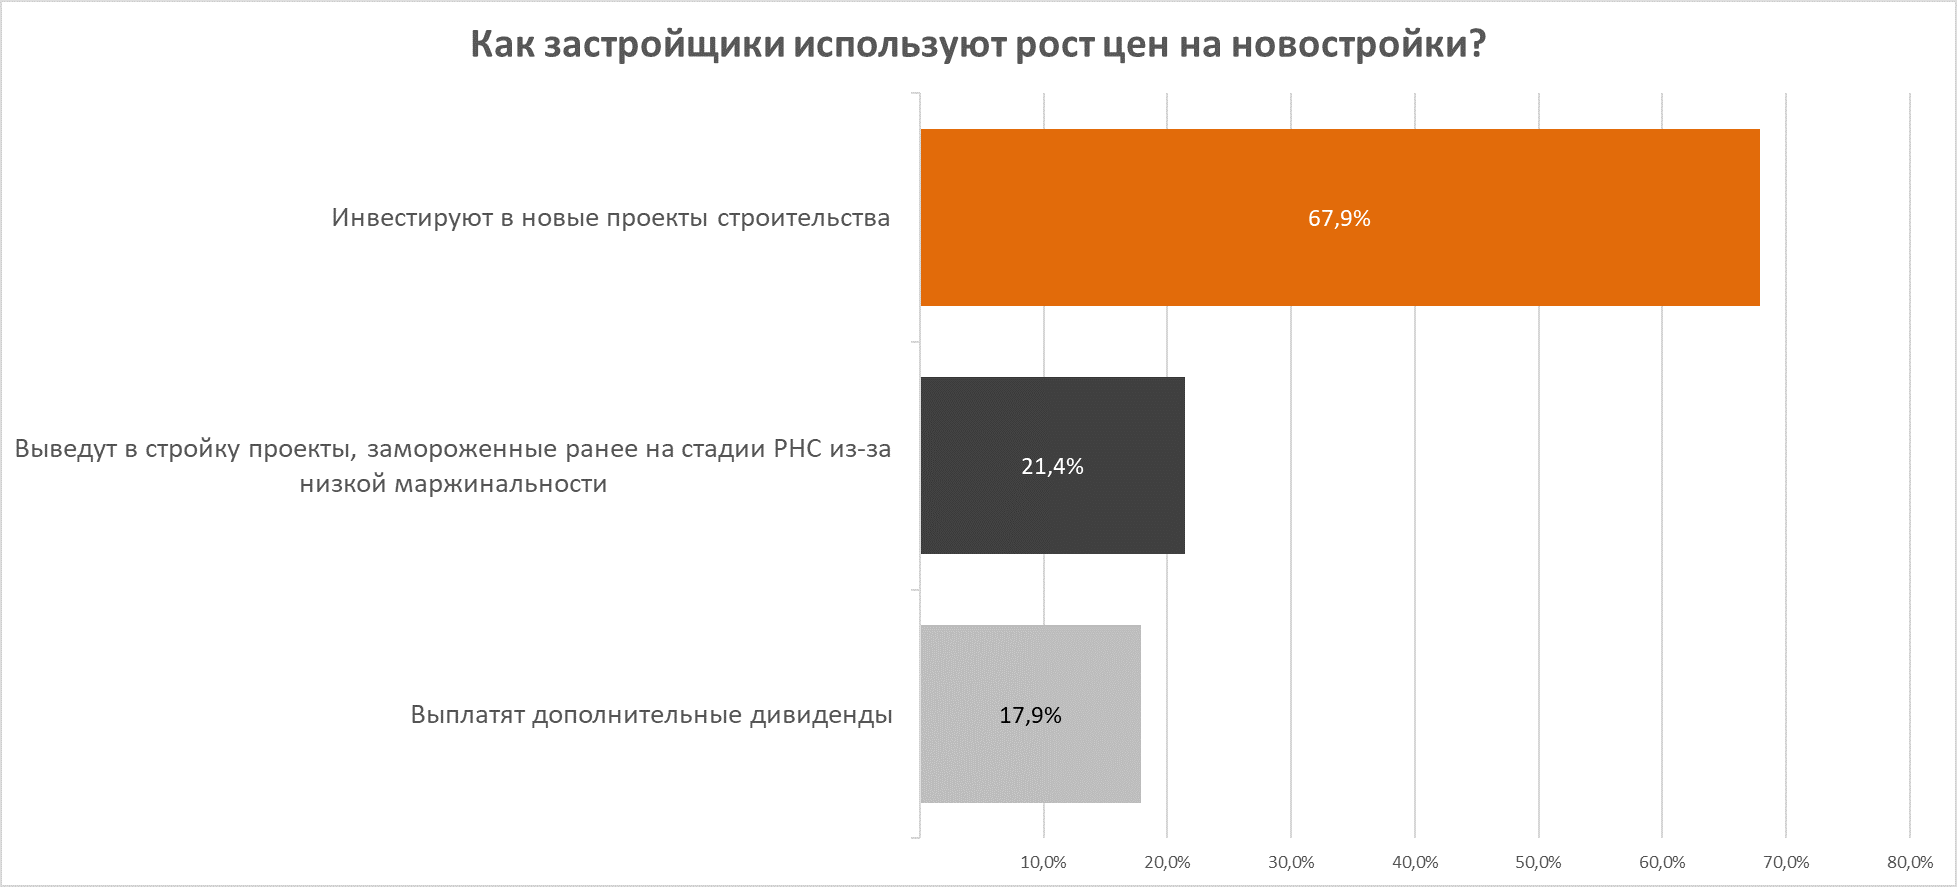 Как застройщики используют рост цен на новостройки?
Инвестируют в новые проекты строительства
67,9%
Выведут в стройку проекты, замороженные ранее на стадии РНС из-за
низкой маржинальности
21,4%
Выплатят дополнительные дивиденды
17,9%
10,0% 20,0% 30,0% 40,0% 50,0% 60,0% 70,0% 80,0%